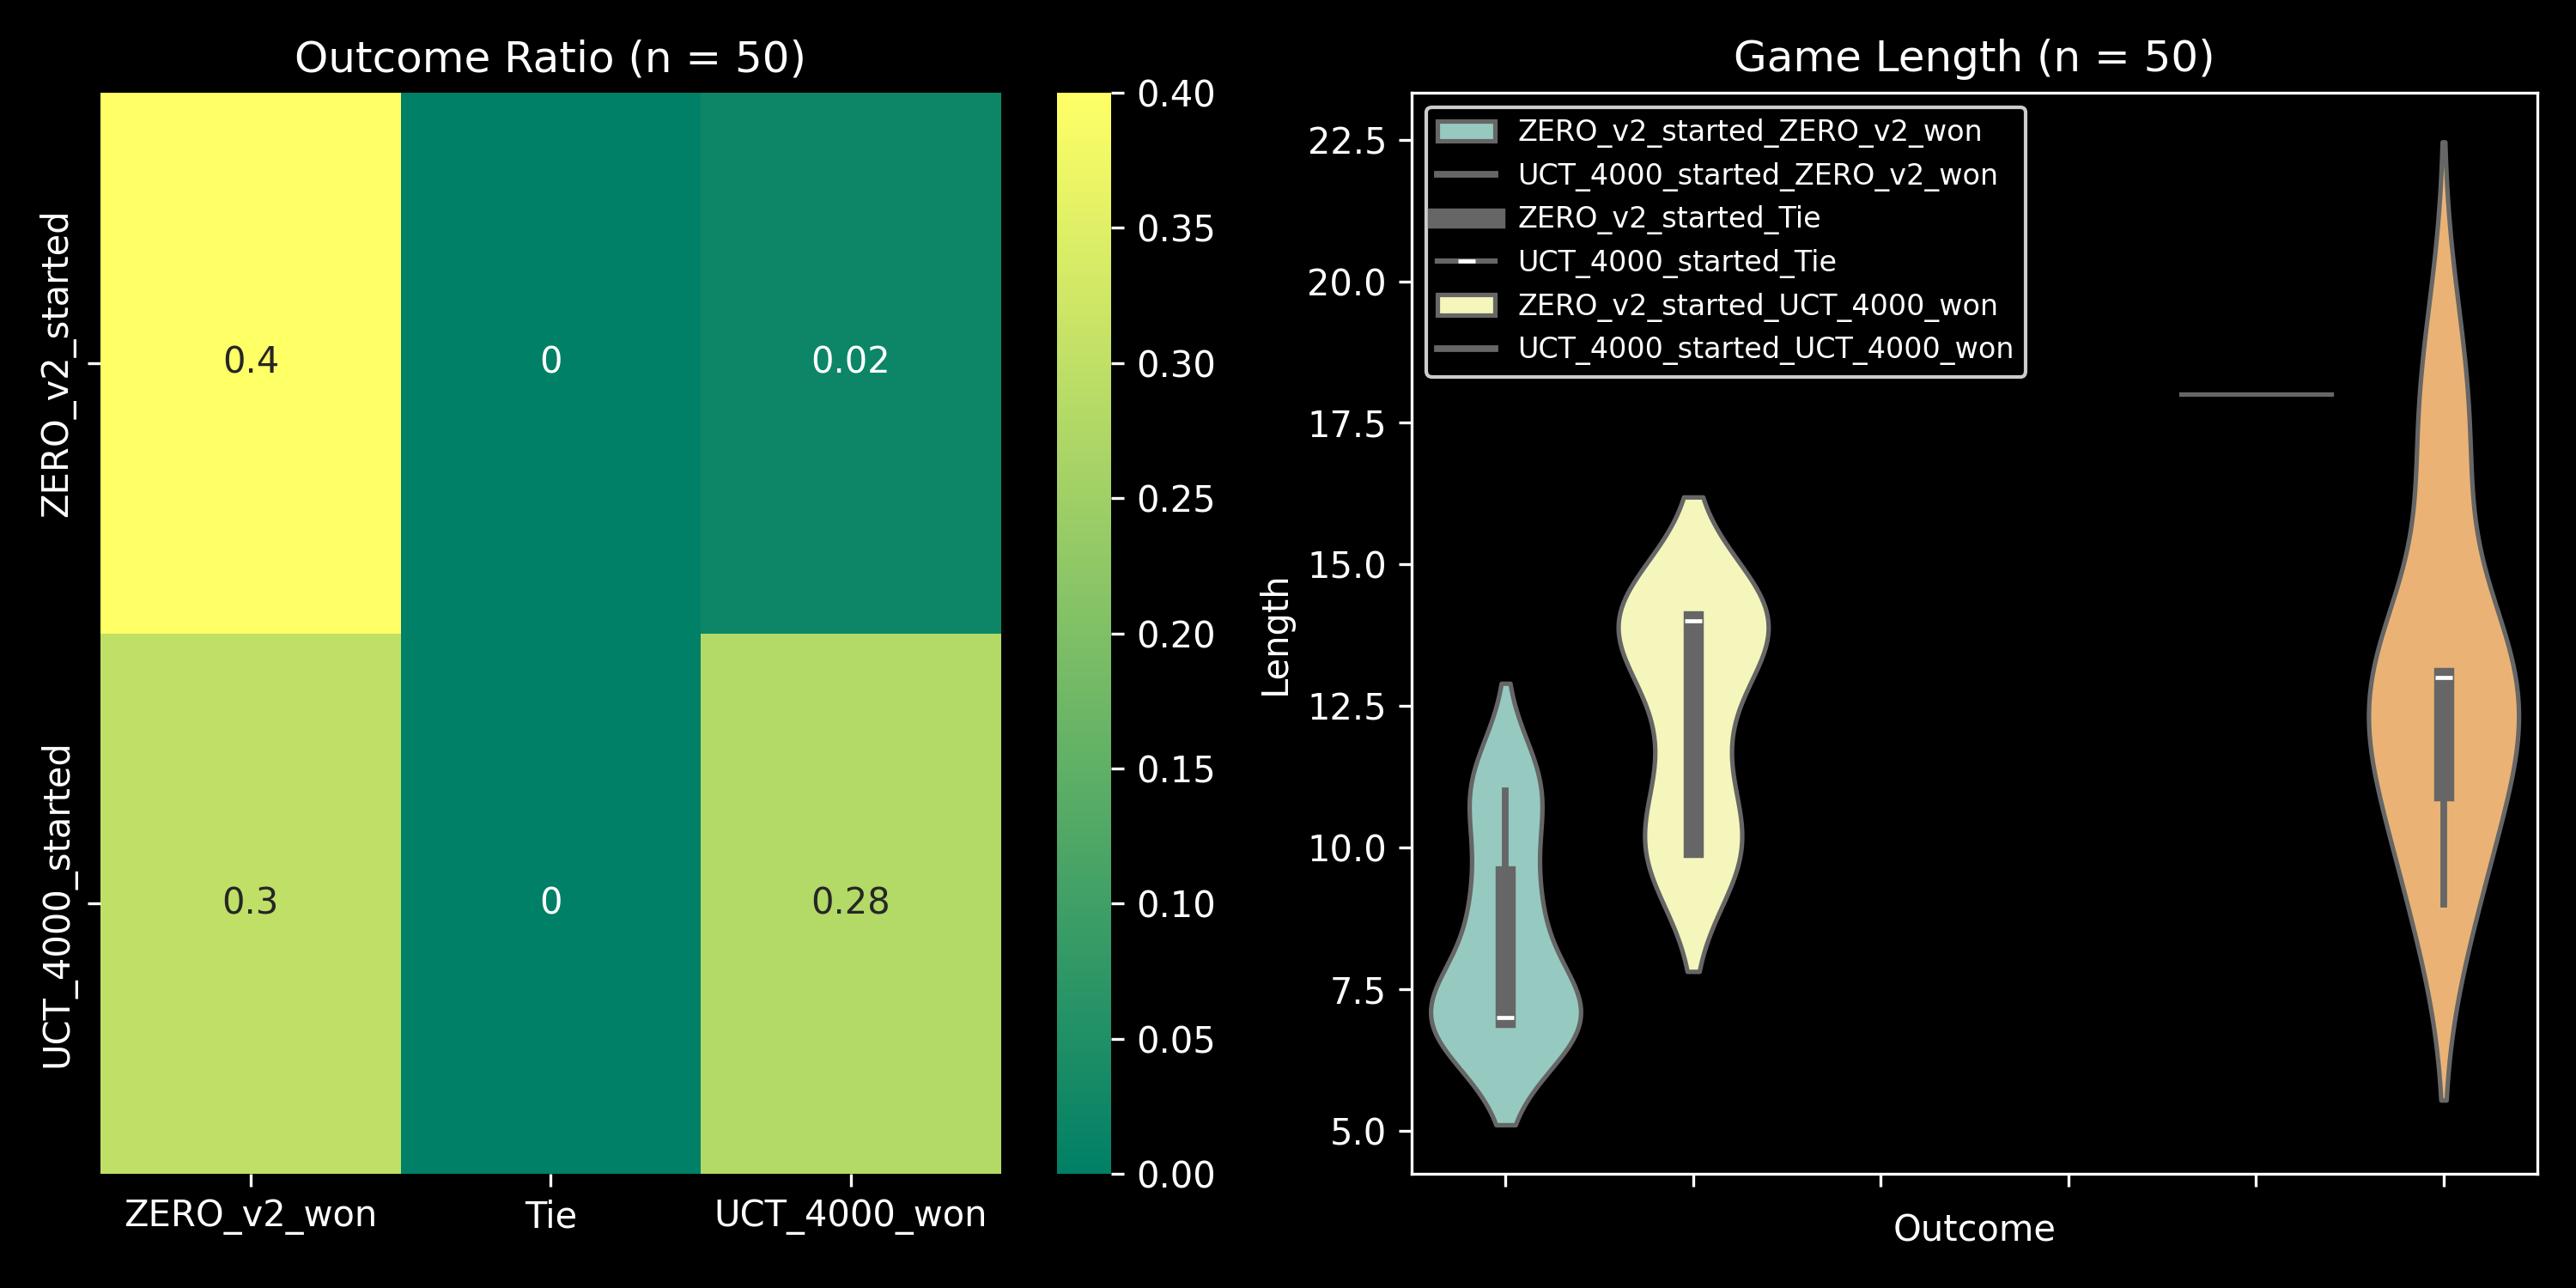 Outcome Ratio (n = 50)
ZERO_v2_started
UCT_4000_started
0.4
0
0.02
0.3
0
0.28
ZERO_v2_won
Tie
UCT_4000_won
0.40
0.35
0.30
0.25
0.20
0.15
0.10
0.05
0.00
Game Length (n = 50)
Length
22.5
20.0
17.5
15.0
12.5
10.0
7.5
5.0
ZERO_v2_started_ZERO_v2_won
UCT_4000_started_ZERO_v2_won
ZERO_v2_started_Tie
UCT_4000_started_Tie
ZERO_v2_started_UCT_4000_won
UCT_4000_started_UCT_4000_won
Outcome